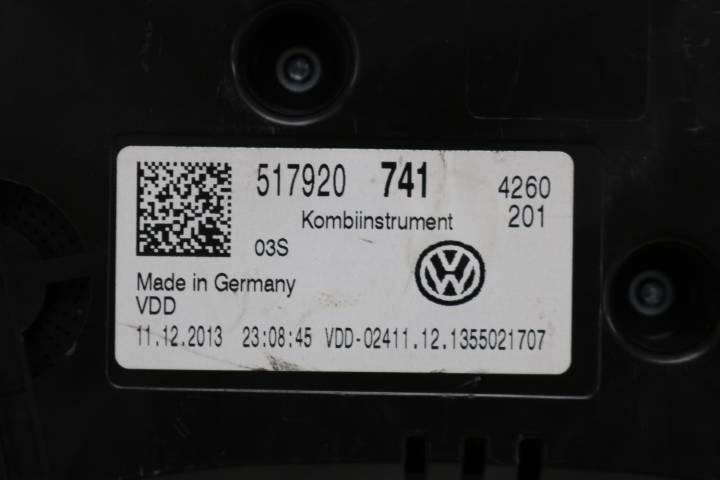 517920 741 4260
Kombiinstrument 201
03S
Made in Germany
VDD
11.12.2013 23:08:45 VDD-02411.12.1355021707